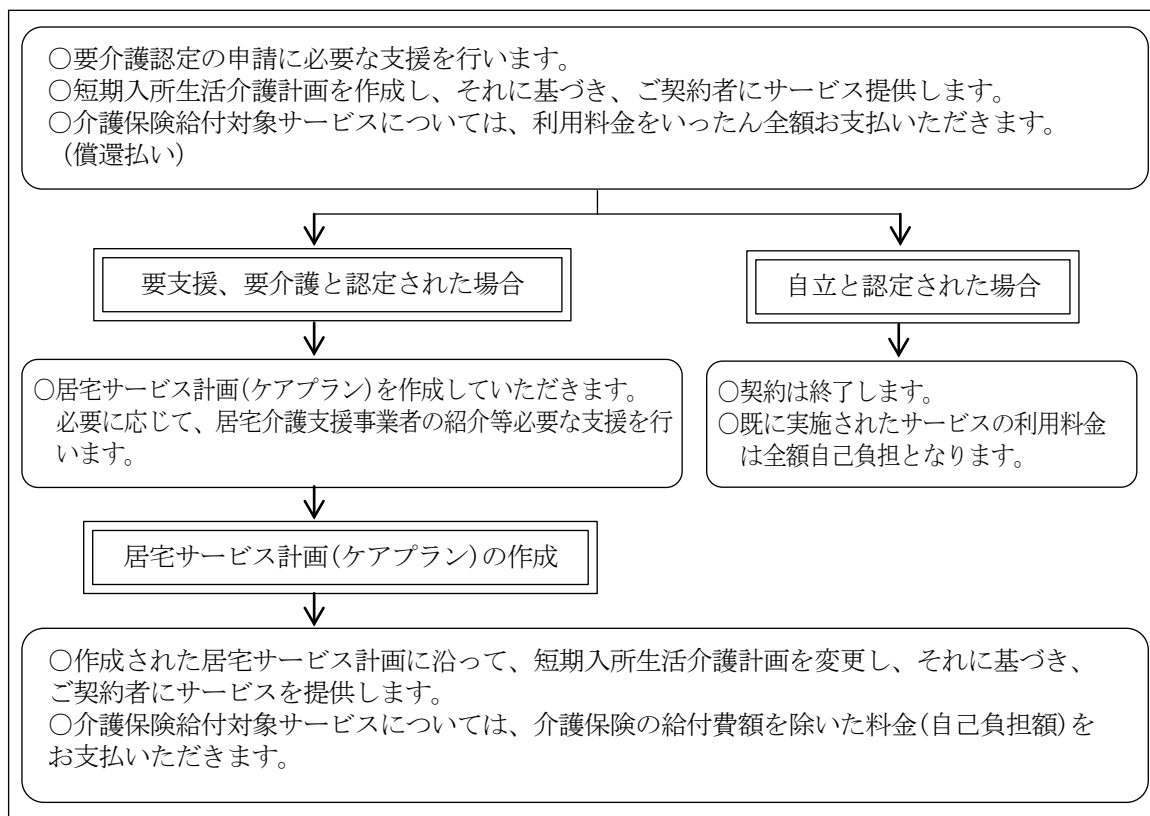 ○要介護認定の申請に必要な支援を行います。
○短期入所生活介護計画を作成し、それに基づき、ご契約者にサービス提供します。
○介護保険給付対象サービスについては、利用料金をいったん全額お支払いただきます。
(償還払い)
要支援、要介護と認定された場合
自立と認定された場合
○居宅サービス計画(ケアプラン)を作成していただきます。
必要に応じて、居宅介護支援事業者の紹介等必要な支援を行
います。
○契約は終了します。
○既に実施されたサービスの利用料金
は全額自己負担となります。
居宅サービス計画(ケアプラン)の作成
○作成された居宅サービス計画に沿って、短期入所生活介護計画を変更し、それに基づき、
ご契約者にサービスを提供します。
○介護保険給付対象サービスについては、介護保険の給付費額を除いた料金(自己負担額)を
お支払いただきます。